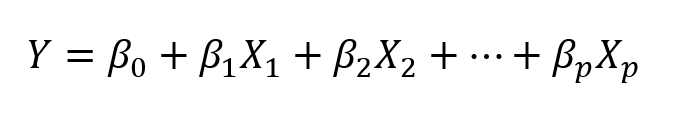 Y = β₀ + β₁X₁ + β₂X₂ + ⋯ + βₚXₚ